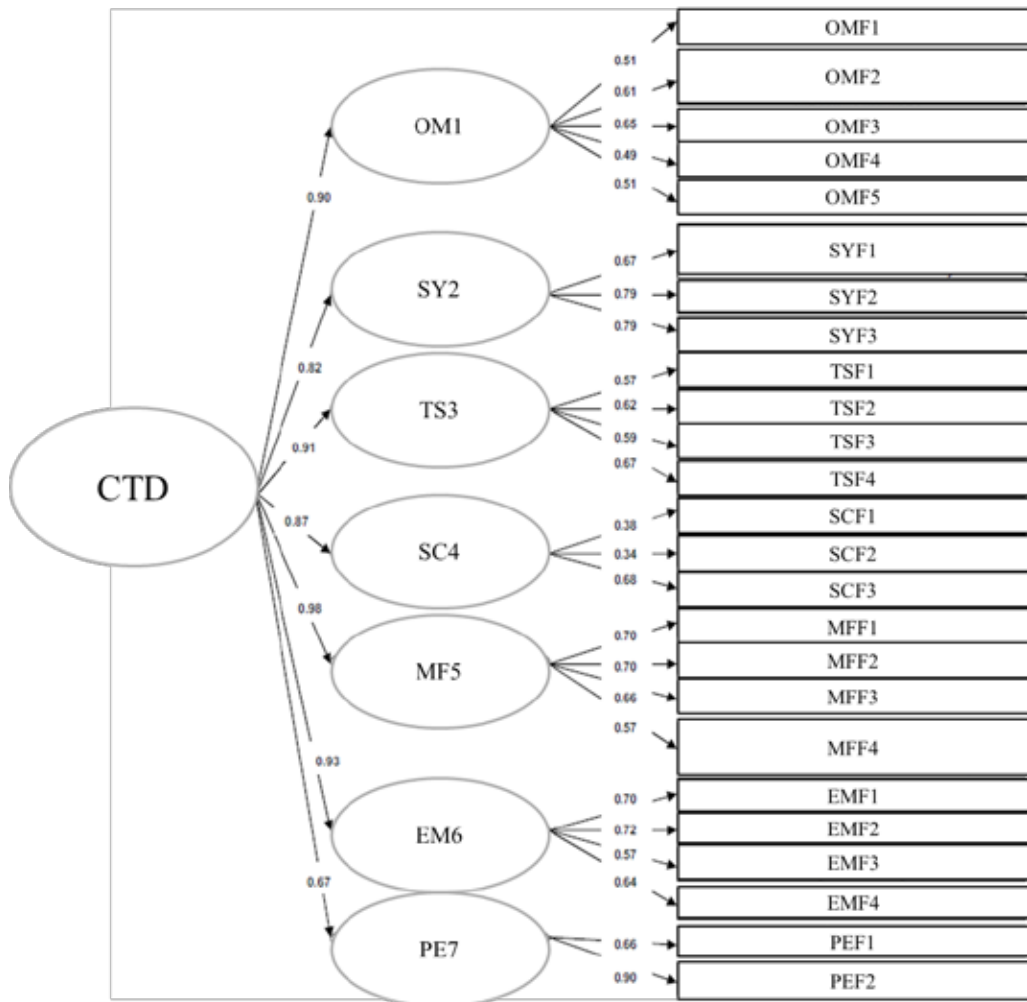 CTD
0.90
0.82
0.91
0.87
0.98
0.93
0.67
OM1
0.51
0.61
0.65
0.49
0.51
OMF1
OMF2
OMF3
OMF4
OMF5
SY2
0.67
0.79
0.79
SYF1
SYF2
SYF3
TS3
0.57
0.62
0.59
0.67
TSF1
TSF2
TSF3
TSF4
SC4
0.38
0.34
0.68
SCF1
SCF2
SCF3
MF5
0.70
0.70
0.66
0.57
MFF1
MFF2
MFF3
MFF4
EM6
0.70
0.72
0.57
0.64
EMF1
EMF2
EMF3
EMF4
PE7
0.66
0.90
PEF1
PEF2